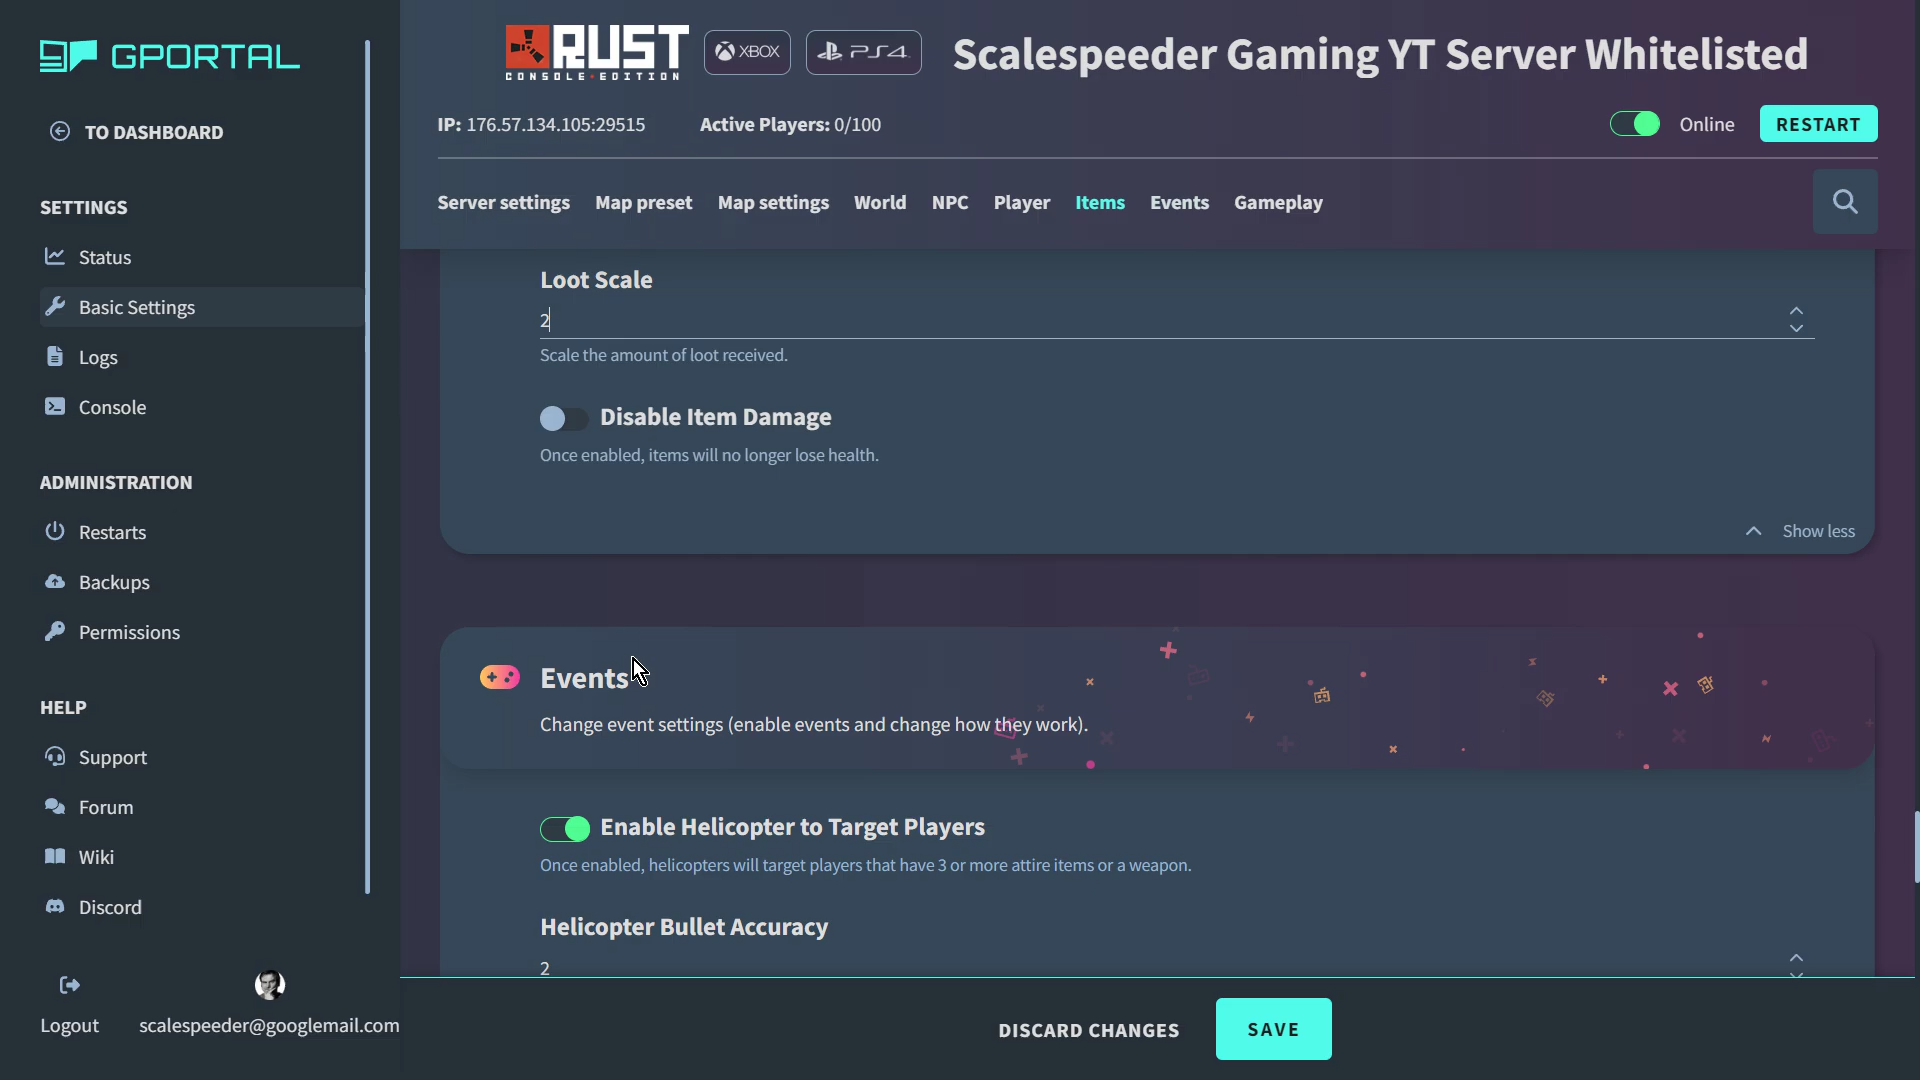 GPORTAL
TO DASHBOARD
SETTINGS
Status
Basic Settings
Logs
Console
ADMINISTRATION
Restarts
Backups
Permissions
HELP
Support
Forum
Wiki
Discord
Logout
scalespeeder@googlemail.com
RUST
CONSOLE EDITION
XBOX
PS4
Scalespeeder Gaming YT Server Whitelisted
IP: 176.57.134.105:29515
Active Players: 0/100
Online
RESTART
Server settings
Map preset
Map settings
World
NPC
Player
Items
Events
Gameplay
Loot Scale
2
Scale the amount of loot received.
Disable Item Damage
Once enabled, items will no longer lose health.
Show less
Events
Change event settings (enable events and change how they work).
Enable Helicopter to Target Players
Once enabled, helicopters will target players that have 3 or more attire items or a weapon.
Helicopter Bullet Accuracy
2
DISCARD CHANGES
SAVE